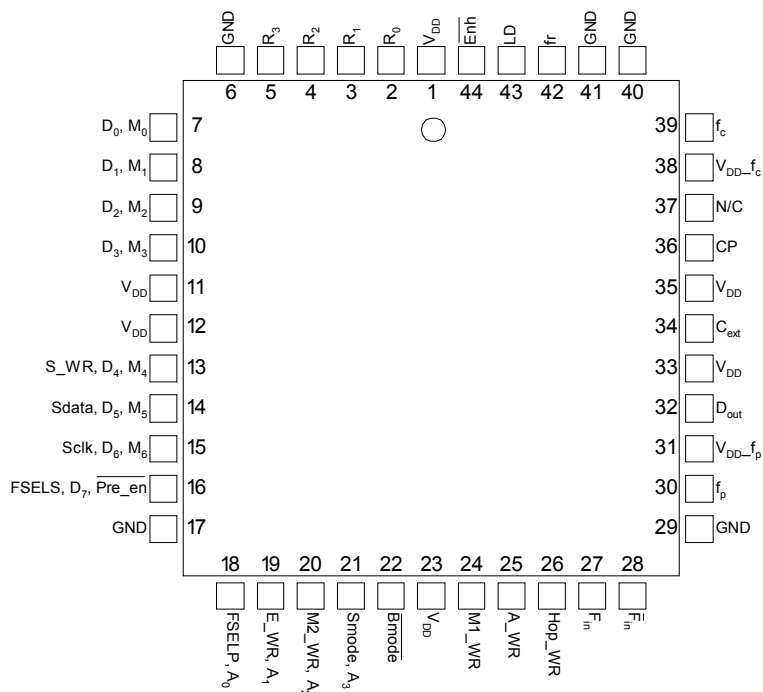 GND
R3
R2
R1
R0
VDD
Enh
LD
fr
GND
GND
6 5 4 3 2 1 44 43 42 41 40
D0, M0 7
D1, M1 8
D2, M2 9
D3, M3 10
VDD 11
VDD 12
S_WR, D4, M4 13
Sdata, D5, M5 14
Sclk, D6, M6 15
FSELS, D7, Pre_en 16
GND 17
39 fc
38 VDD_fc
37 N/C
36 CP
35 VDD
34 Cext
33 VDD
32 Dout
31 VDD_fp
30 fp
29 GND
18 19 20 21 22 23 24 25 26 27 28
FSELP, A0
E_WR, A1
M2_WR, A
Smode, A3
Bmode
VDD
M1_WR
A_WR
Hop_WR
Fin
Fin